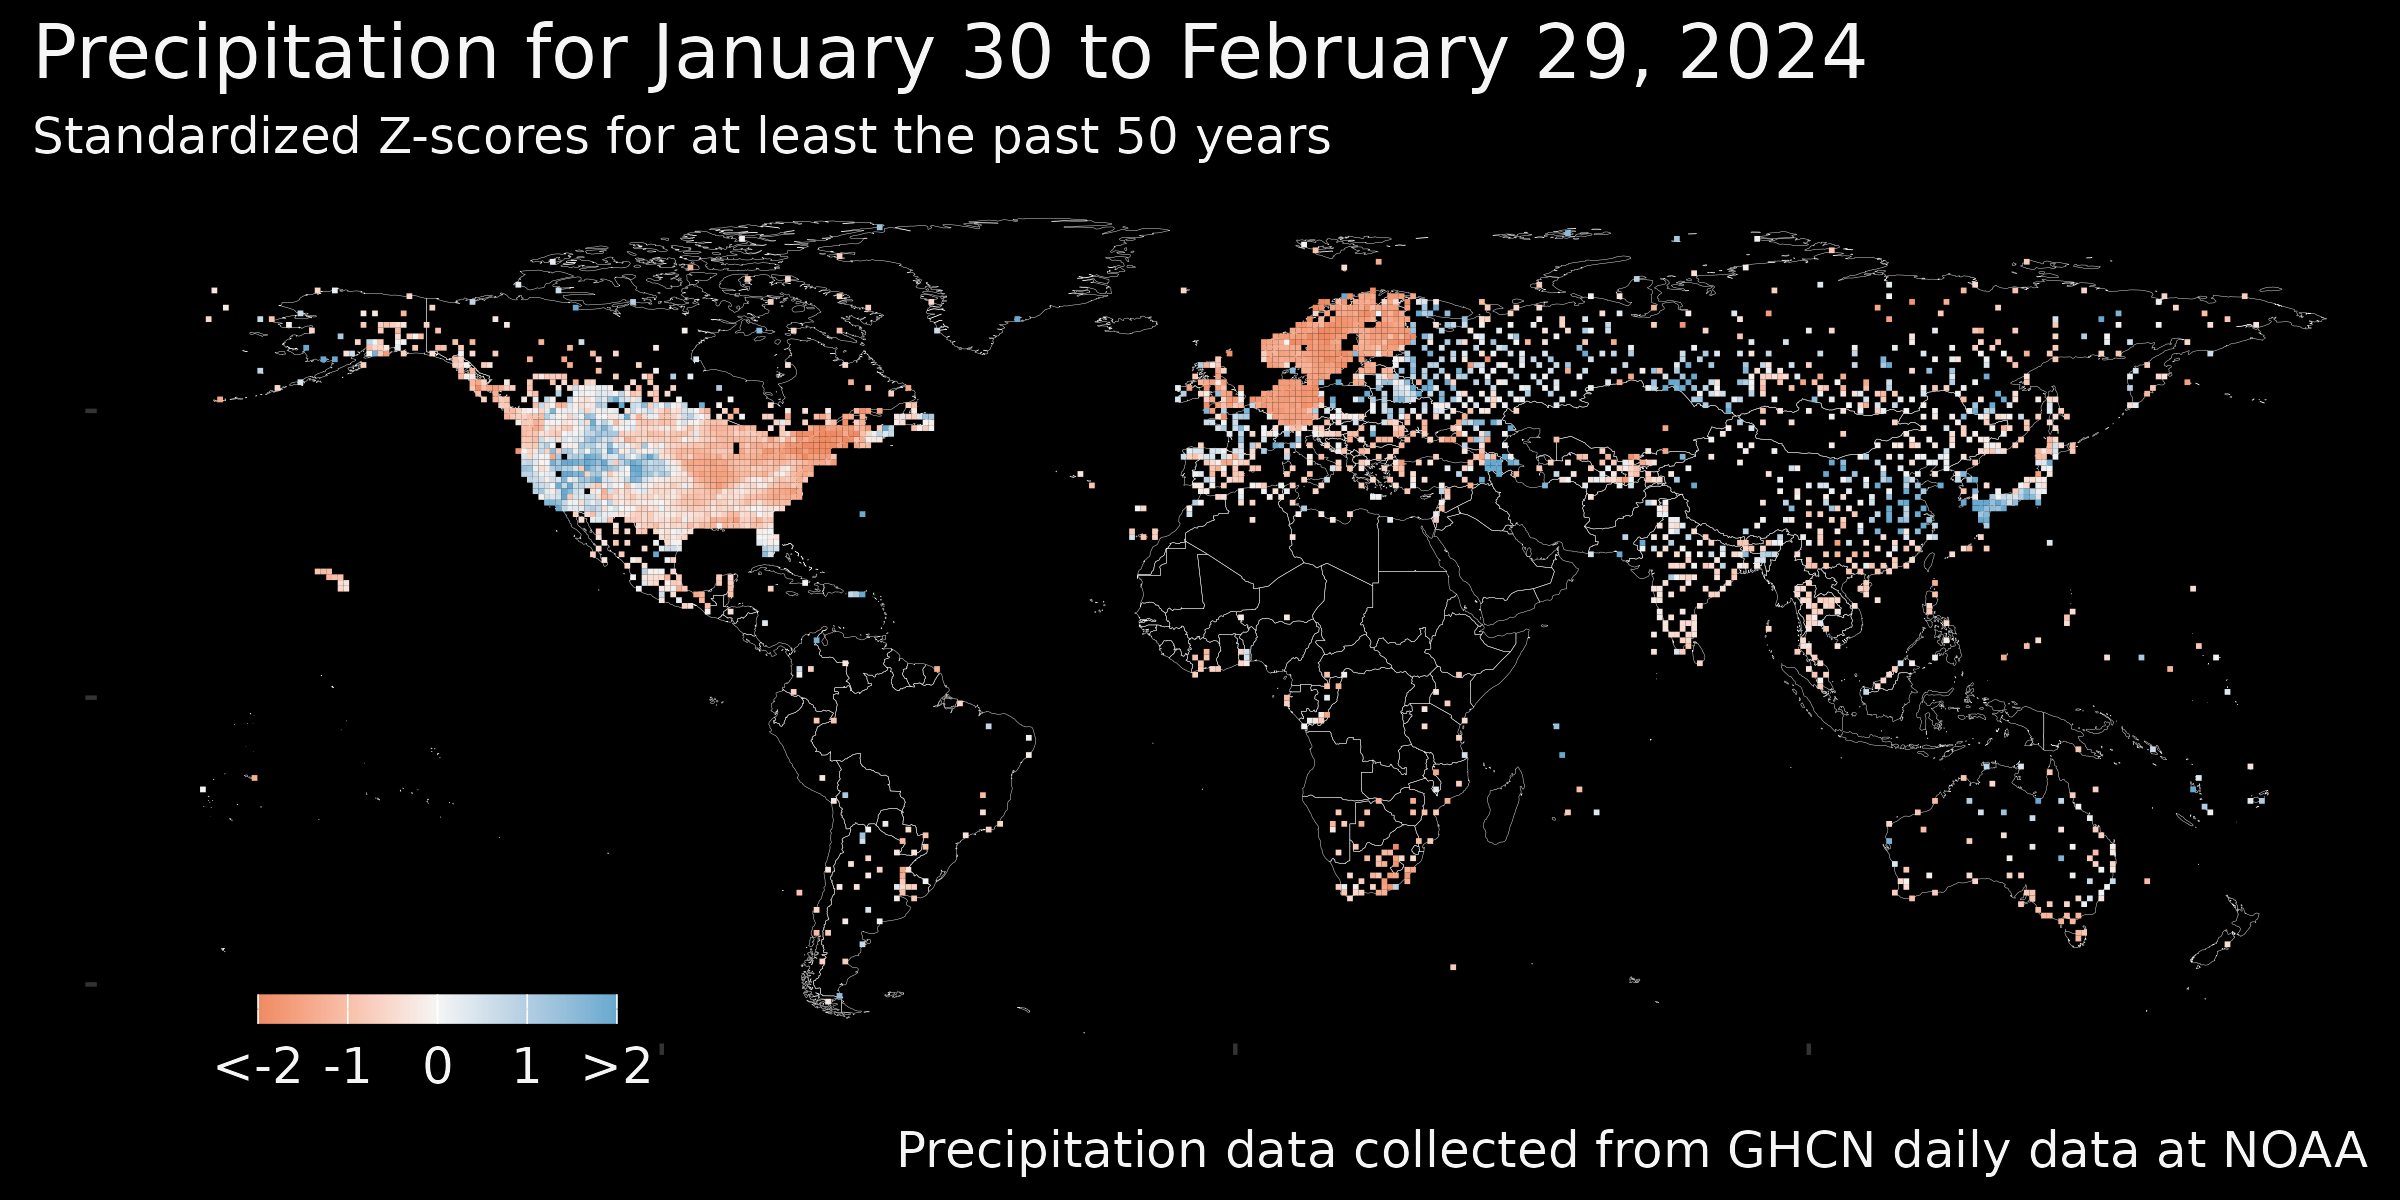 Precipitation for January 30 to February 29, 2024
Standardized Z-scores for at least the past 50 years
<-2 -1 0 1 >2
Precipitation data collected from GHCN daily data at NOAA